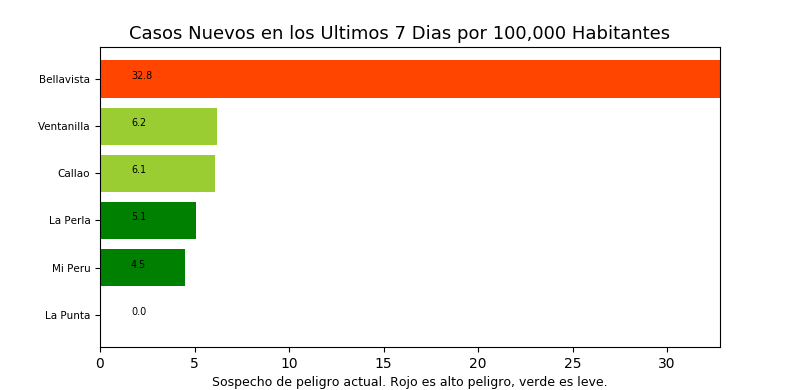 Casos Nuevos en los Ultimos 7 Dias por 100,000 Habitantes
Bellavista 32.8
Ventanilla 6.2
Callao 6.1
La Perla 5.1
Mi Peru 4.5
La Punta 0.0
0 5 10 15 20 25 30
Sospecho de peligro actual. Rojo es alto peligro, verde es leve.